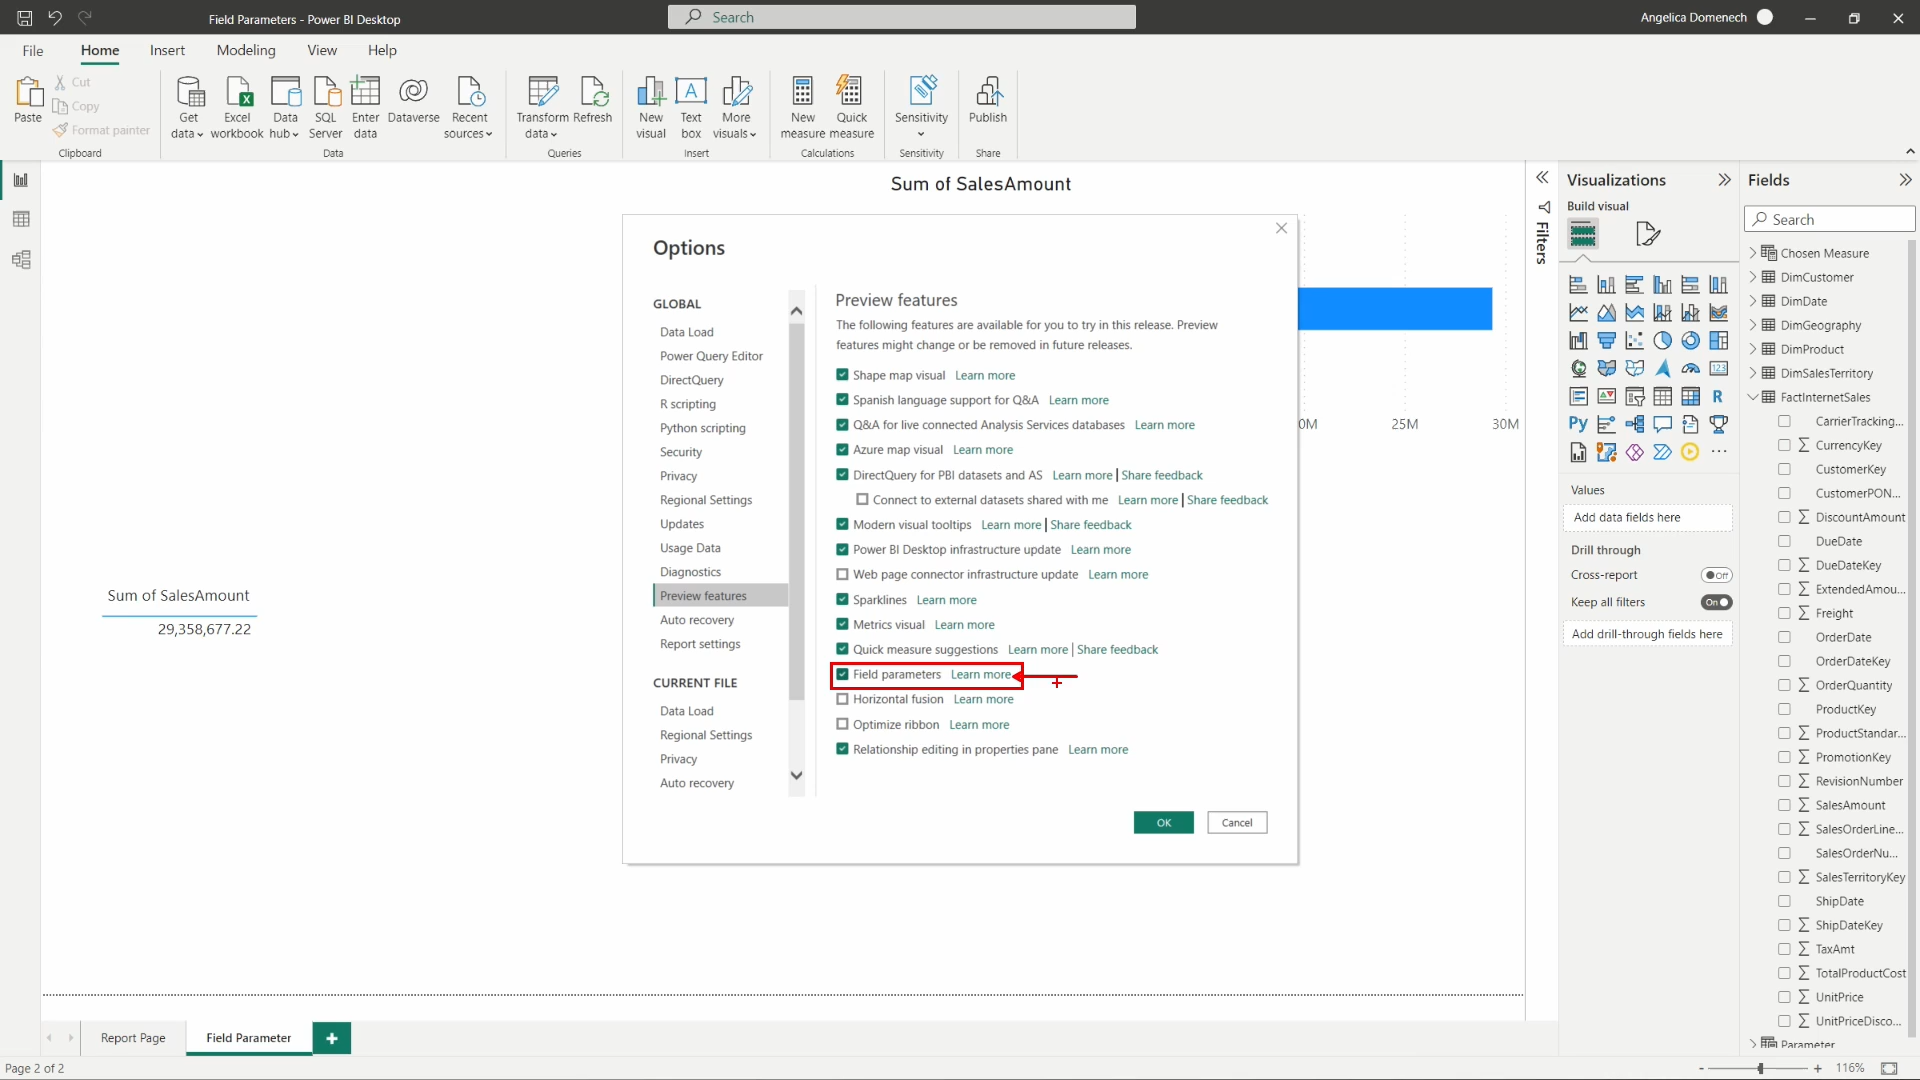 Field Parameters - Power BI Desktop
Search
Angelica Domenech
File
Home
Insert
Modeling
View
Help
Paste
Cut
Copy
Format painter
Clipboard
Get data
Excel workbook
Data hub
SQL Server
Enter data
Dataverse
Recent sources
Data
Transform data
Refresh
Queries
New visual
Text box
More visuals
Insert
New measure
Quick measure
Calculations
Sensitivity
Sensitivity
Publish
Share
Sum of SalesAmount
0M
25M
30M
Sum of SalesAmount
29,358,677.22
Options
GLOBAL
Data Load
Power Query Editor
DirectQuery
R scripting
Python scripting
Security
Privacy
Regional Settings
Updates
Usage Data
Diagnostics
Preview features
Auto recovery
Report settings
CURRENT FILE
Data Load
Regional Settings
Privacy
Auto recovery
Preview features
The following features are available for you to try in this release. Preview
features might change or be removed in future releases.
Shape map visual Learn more
Spanish language support for Q&A Learn more
Q&A for live connected Analysis Services databases Learn more
Azure map visual Learn more
DirectQuery for PBI datasets and AS Learn more | Share feedback
Connect to external datasets shared with me Learn more | Share feedback
Modern visual tooltips Learn more | Share feedback
Power BI Desktop infrastructure update Learn more
Web page connector infrastructure update Learn more
Sparklines Learn more
Metrics visual Learn more
Quick measure suggestions Learn more | Share feedback
Field parameters Learn more
Horizontal fusion Learn more
Optimize ribbon Learn more
Relationship editing in properties pane Learn more
OK
Cancel
Filters
Visualizations
Build visual
123
R
Py
Values
Add data fields here
Drill through
Cross-report
Off
Keep all filters
On
Add drill-through fields here
Fields
Search
Chosen Measure
DimCustomer
DimDate
DimGeography
DimProduct
DimSalesTerritory
FactInternetSales
CarrierTracking...
CurrencyKey
CustomerKey
CustomerPON...
DiscountAmount
DueDate
DueDateKey
ExtendedAmou...
Freight
OrderDate
OrderDateKey
OrderQuantity
ProductKey
ProductStandar...
PromotionKey
RevisionNumber
SalesAmount
SalesOrderLine...
SalesOrderNu...
SalesTerritoryKey
ShipDate
ShipDateKey
TaxAmt
TotalProductCost
UnitPrice
UnitPriceDisco...
Parameter
Report Page
Field Parameter
Page 2 of 2
116%